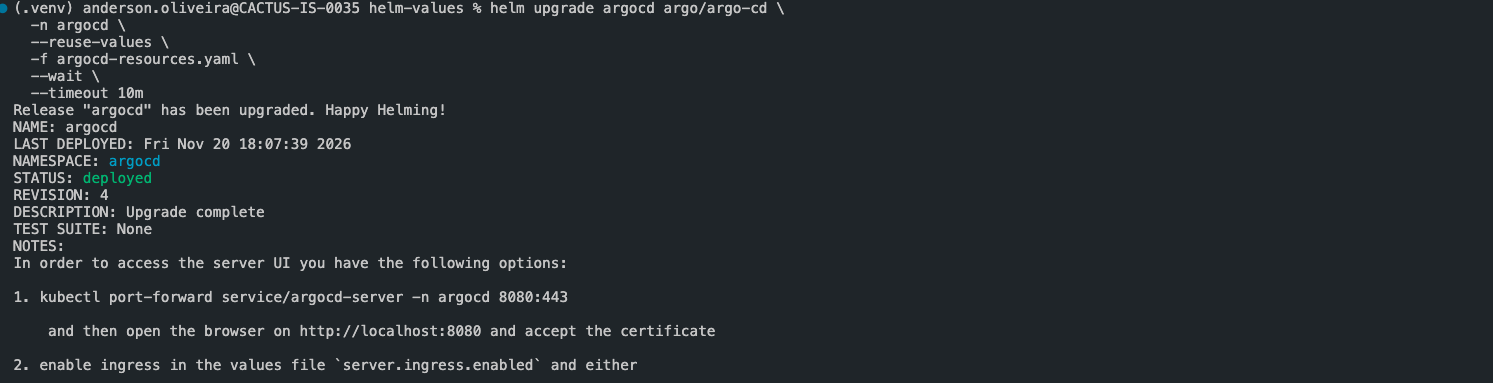 (.venv) anderson.oliveira@CACTUS-IS-0035 helm-values % helm upgrade argocd argo/argo-cd \
  -n argocd \
  --reuse-values \
  -f argocd-resources.yaml \
  --wait \
  --timeout 10m
Release "argocd" has been upgraded. Happy Helming!
NAME: argocd
LAST DEPLOYED: Fri Nov 20 18:07:39 2026
NAMESPACE: argocd
STATUS: deployed
REVISION: 4
DESCRIPTION: Upgrade complete
TEST SUITE: None
NOTES:
In order to access the server UI you have the following options:

1. kubectl port-forward service/argocd-server -n argocd 8080:443

    and then open the browser on http://localhost:8080 and accept the certificate

2. enable ingress in the values file `server.ingress.enabled` and either